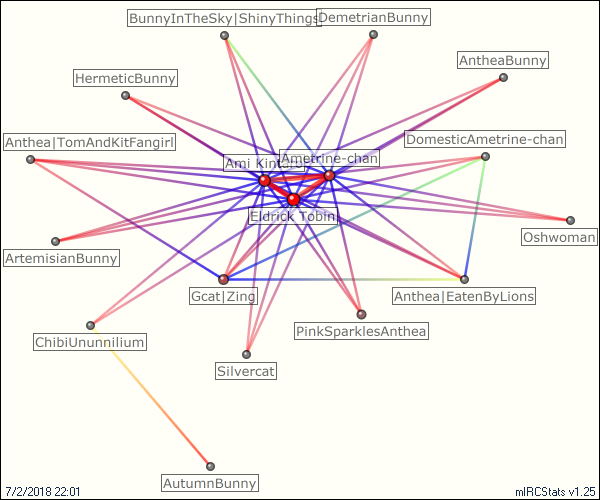 BunnyInTheSky|ShinyThings
DemetrianBunny
AntheaBunny
HermeticBunny
Anthea|TomAndKitFangirl
DomesticAmetrine-chan
Ametrine-chan
Ami
Eldrick Tobin
Oshwoman
ArtemisianBunny
Gcat|Zing
Anthea|EatenByLions
PinkSparklesAnthea
ChibiUnunnilium
Silvercat
AutumnBunny
7/2/2018 22:01
mIRCStats v1.25